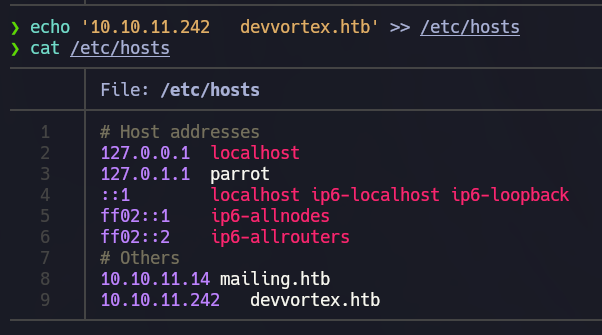 ❯ echo '10.10.11.242   devvortex.htb' >> /etc/hosts
❯ cat /etc/hosts
File: /etc/hosts
1 # Host addresses
2 127.0.0.1  localhost
3 127.0.1.1  parrot
4 ::1        localhost ip6-localhost ip6-loopback
5 ff02::1    ip6-allnodes
6 ff02::2    ip6-allrouters
7 # Others
8 10.10.11.14 mailing.htb
9 10.10.11.242   devvortex.htb